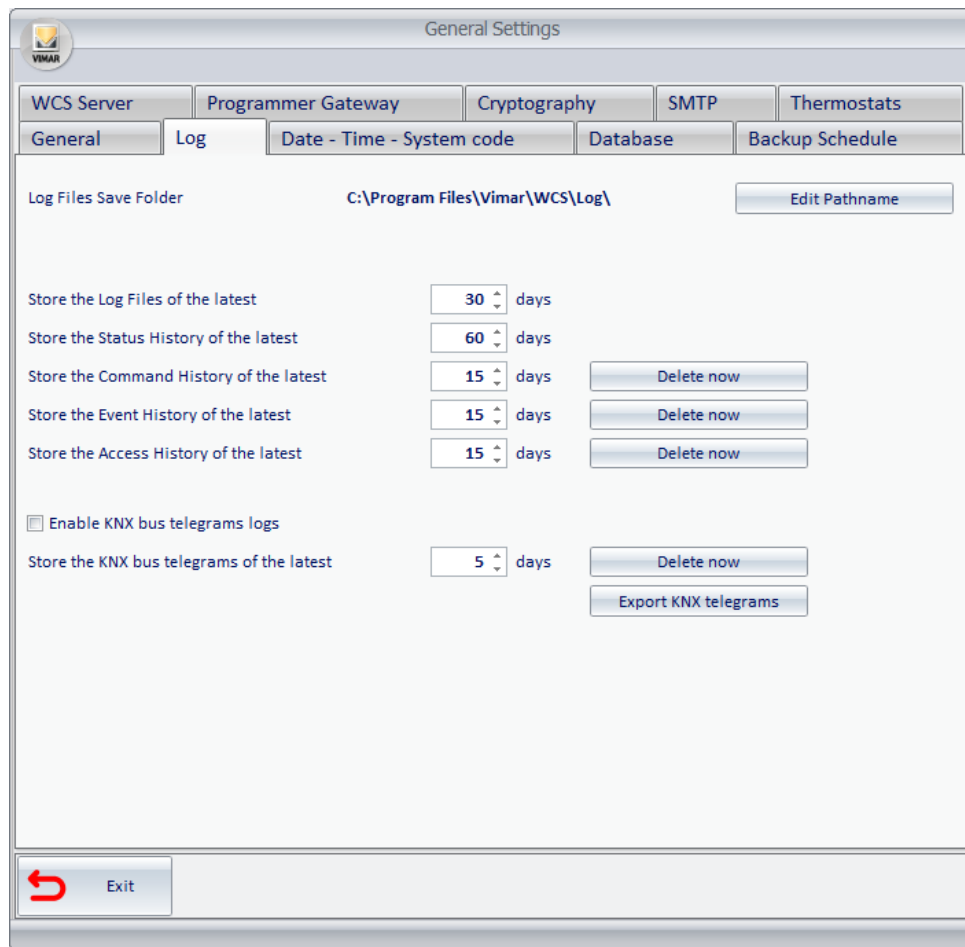 General Settings
VIMAR
WCS Server Programmer Gateway Cryptography SMTP Thermostats
General Log Date - Time - System code Database Backup Schedule
Log Files Save Folder C:\Program Files\Vimar\WCS\Log\ Edit Pathname
Store the Log Files of the latest 30 days
Store the Status History of the latest 60 days
Store the Command History of the latest 15 days Delete now
Store the Event History of the latest 15 days Delete now
Store the Access History of the latest 15 days Delete now
Enable KNX bus telegrams logs
Store the KNX bus telegrams of the latest 5 days Delete now
Export KNX telegrams
Exit